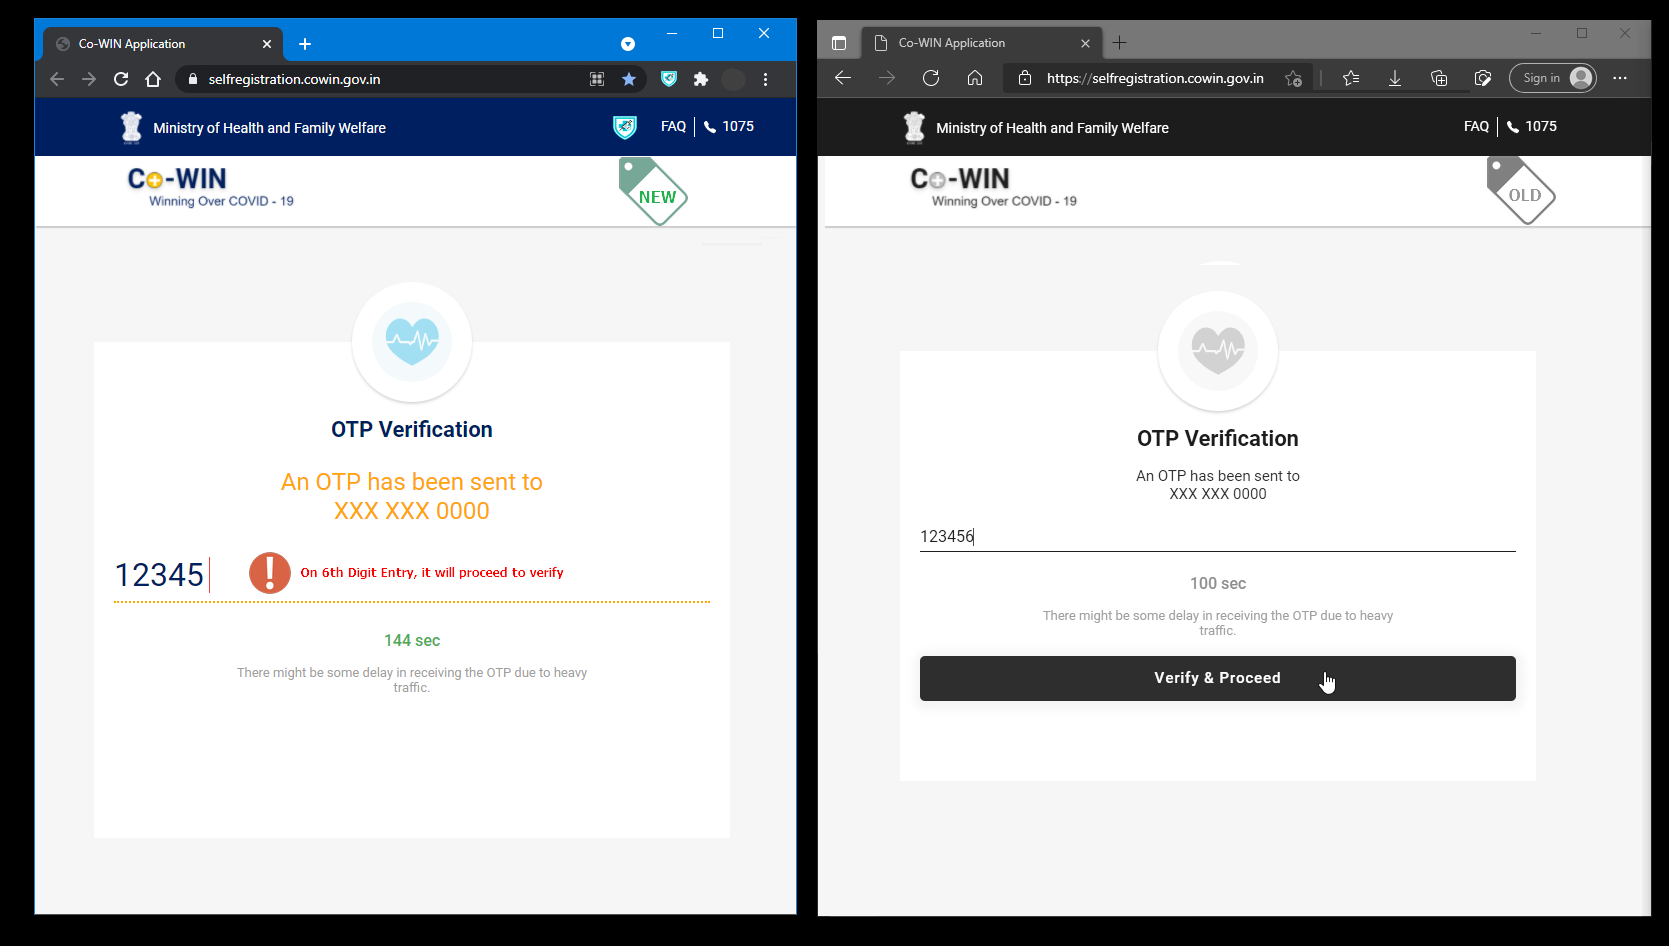 Co-WIN Application
selfregistration.cowin.gov.in
Ministry of Health and Family Welfare
FAQ
1075
Co-WIN
Winning Over COVID - 19
NEW
OTP Verification
An OTP has been sent to
XXX XXX 0000
12345
On 6th Digit Entry, it will proceed to verify
144 sec
There might be some delay in receiving the OTP due to heavy
traffic.
Co-WIN Application
https://selfregistration.cowin.gov.in
Sign in
Ministry of Health and Family Welfare
FAQ
1075
Co-WIN
Winning Over COVID - 19
OLD
OTP Verification
An OTP has been sent to
XXX XXX 0000
123456
100 sec
There might be some delay in receiving the OTP due to heavy
traffic.
Verify & Proceed